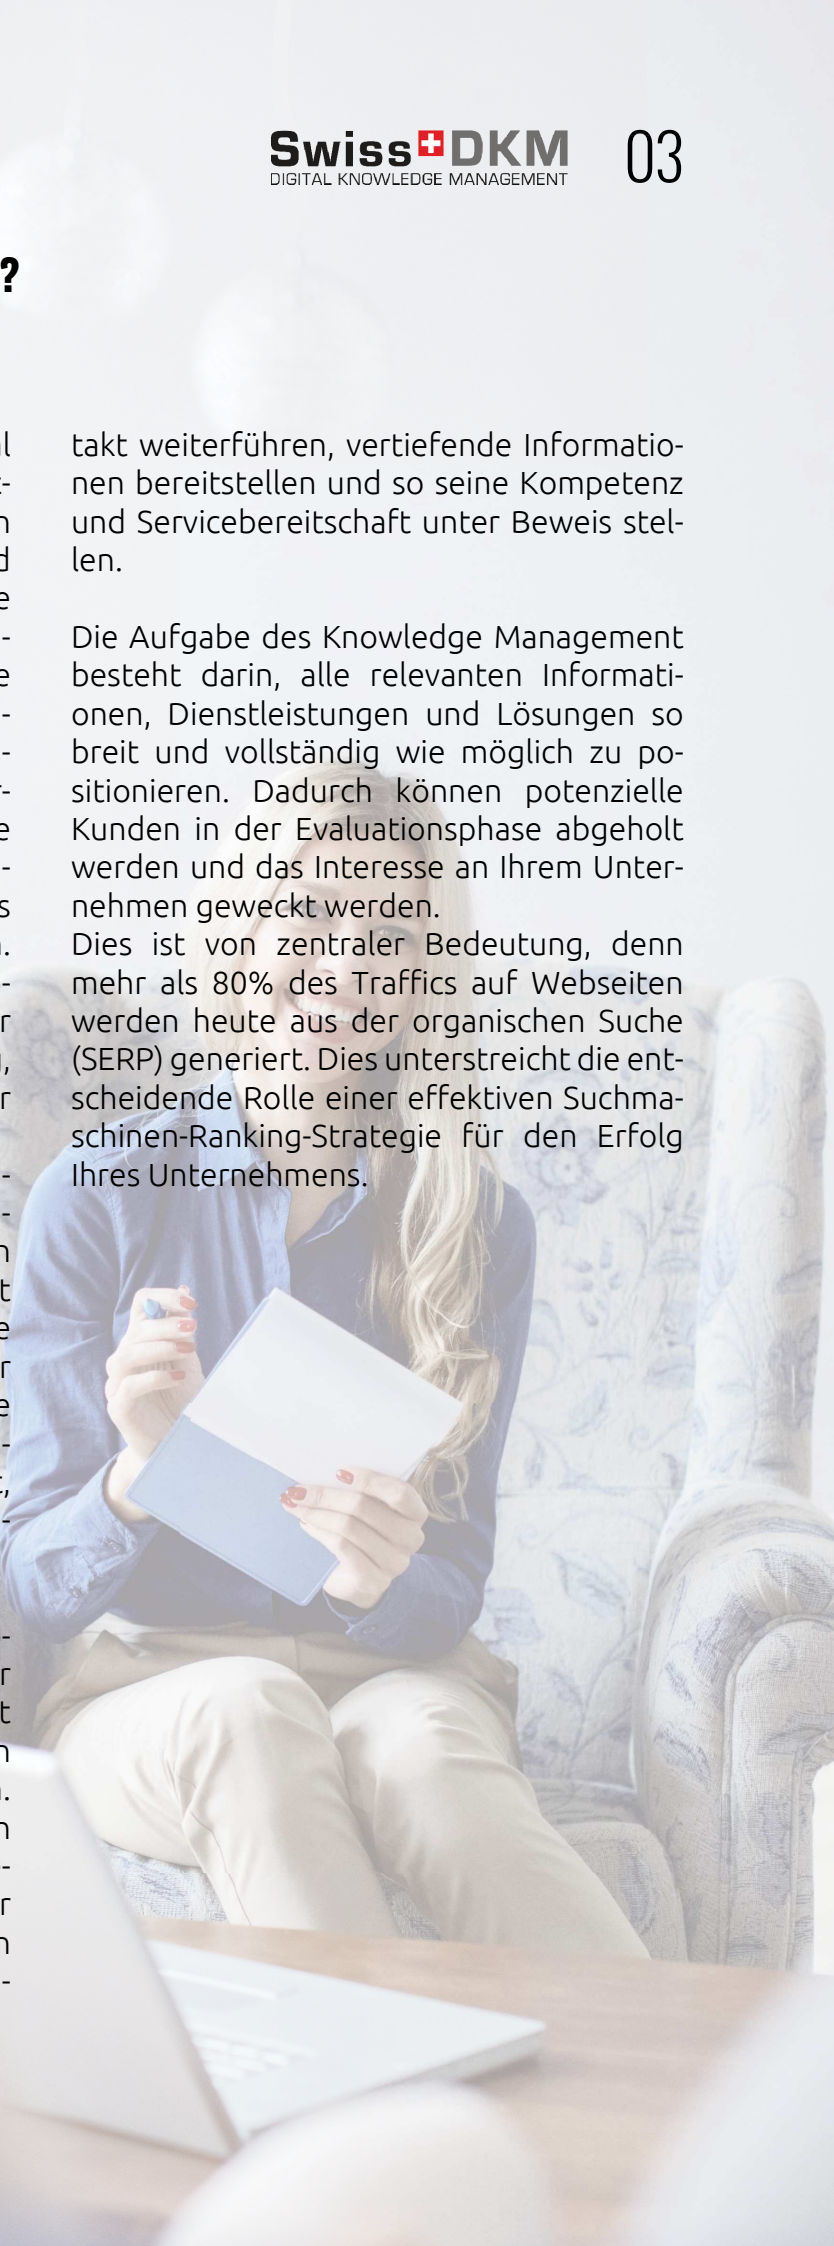 Swiss DKM
DIGITAL KNOWLEDGE MANAGEMENT
03
?
takt weiterführen, vertiefende Informatio-
nen bereitstellen und so seine Kompetenz
und Servicebereitschaft unter Beweis stel-
len.
Die Aufgabe des Knowledge Management
besteht darin, alle relevanten Informati-
onen, Dienstleistungen und Lösungen so
breit und vollständig wie möglich zu po-
sitionieren. Dadurch können potenzielle
Kunden in der Evaluationsphase abgeholt
werden und das Interesse an Ihrem Unter-
nehmen geweckt werden.
Dies ist von zentraler Bedeutung, denn
mehr als 80% des Traffics auf Webseiten
werden heute aus der organischen Suche
(SERP) generiert. Dies unterstreicht die ent-
scheidende Rolle einer effektiven Suchma-
schinen-Ranking-Strategie für den Erfolg
Ihres Unternehmens.